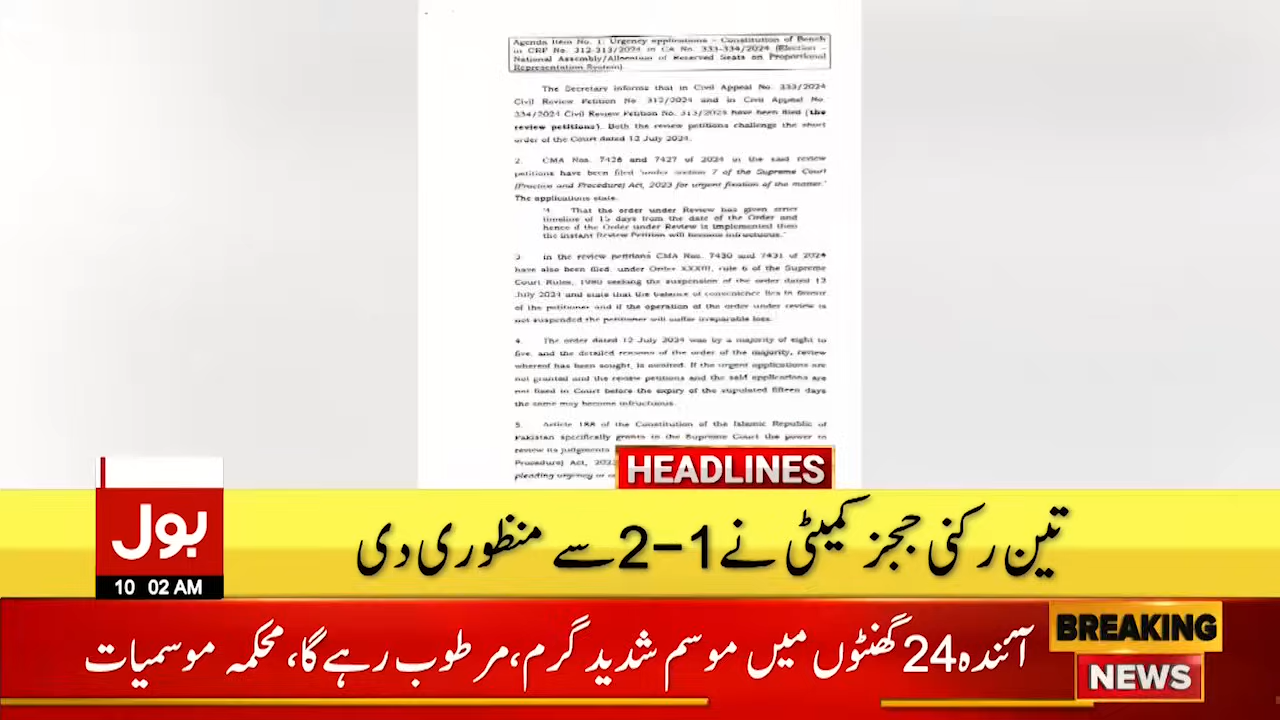 Agenda Item No. 1: Urgency applications – Constitution of Bench
in CRP No. 312-313/2024 in CA No. 333-334/2024 (Election -
National Assembly/Allocation of Reserved Seats on Proportional
Representation System).
The Secretary informs that in Civil Appeal No. 333/2024
Civil Review Petition No. 312/2024 and in Civil Appeal No.
334/2024 Civil Review Petition No. 313/2024 have been filed (the
review petitions). Both the review petitions challenge the short
order of the Court dated 12 July 2024.
2. CMA Nos. 7426 and 7427 of 2024 in the said review
petitions have been filed 'under section 7 of the Supreme Court
(Practice and Procedure) Act, 2023 for urgent fixation of the matter.'
The applications state.
'4. That the order under Review has given strict
timeline of 15 days from the date of the Order and
hence if the Order under Review is implemented then
the instant Review Petition will become infructuous.'
3. In the review petitions CMA Nos. 7430 and 7431 of 2024
have also been filed, under Order XXXIII, rule 6 of the Supreme
Court Rules, 1980 seeking the suspension of the order dated 12
July 2024 and state that the balance of convenience lies in favour
of the petitioner and if the operation of the order under review is
not suspended the petitioner will suffer irreparable loss.
4. The order dated 12 July 2024 was by a majority of eight to
five, and the detailed reasons of the order of the majority, review
whereof has been sought, is awaited. If the urgent applications are
not granted and the review petitions and the said applications are
not fixed in Court before the expiry of the stipulated fifteen days
the same may become infructuous.
5. Article 188 of the Constitution of the Islamic Republic of
Pakistan specifically grants to the Supreme Court the power to
review its judgments
Procedure) Act, 202
pleading urgency or
HEADLINES
بول
تین رکنی ججز کمیٹی نے 1–2 سے منظوری دی
10 02 AM
BREAKING
آئندہ 24 گھنٹوں میں موسم شدید گرم، مرطوب رہے گا، محکمہ موسمیات
NEWS